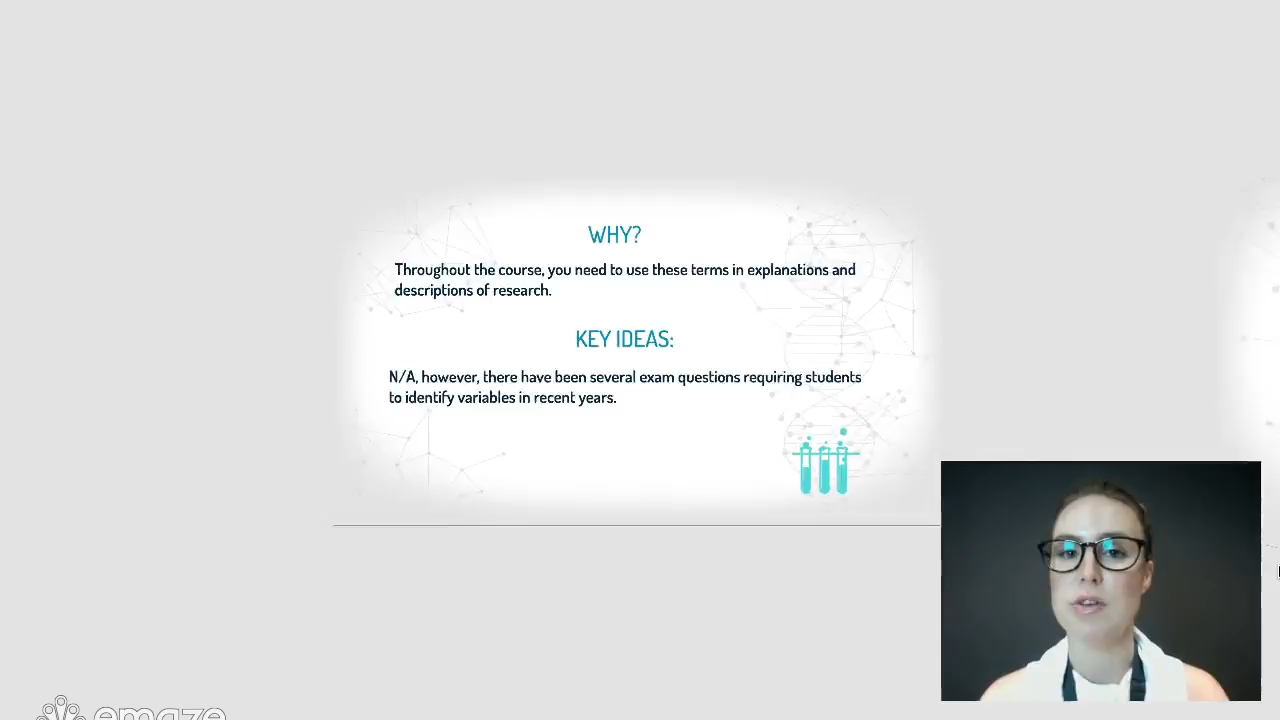 WHY?
Throughout the course, you need to use these terms in explanations and
descriptions of research.
KEY IDEAS:
N/A, however, there have been several exam questions requiring students
to identify variables in recent years.
emaze